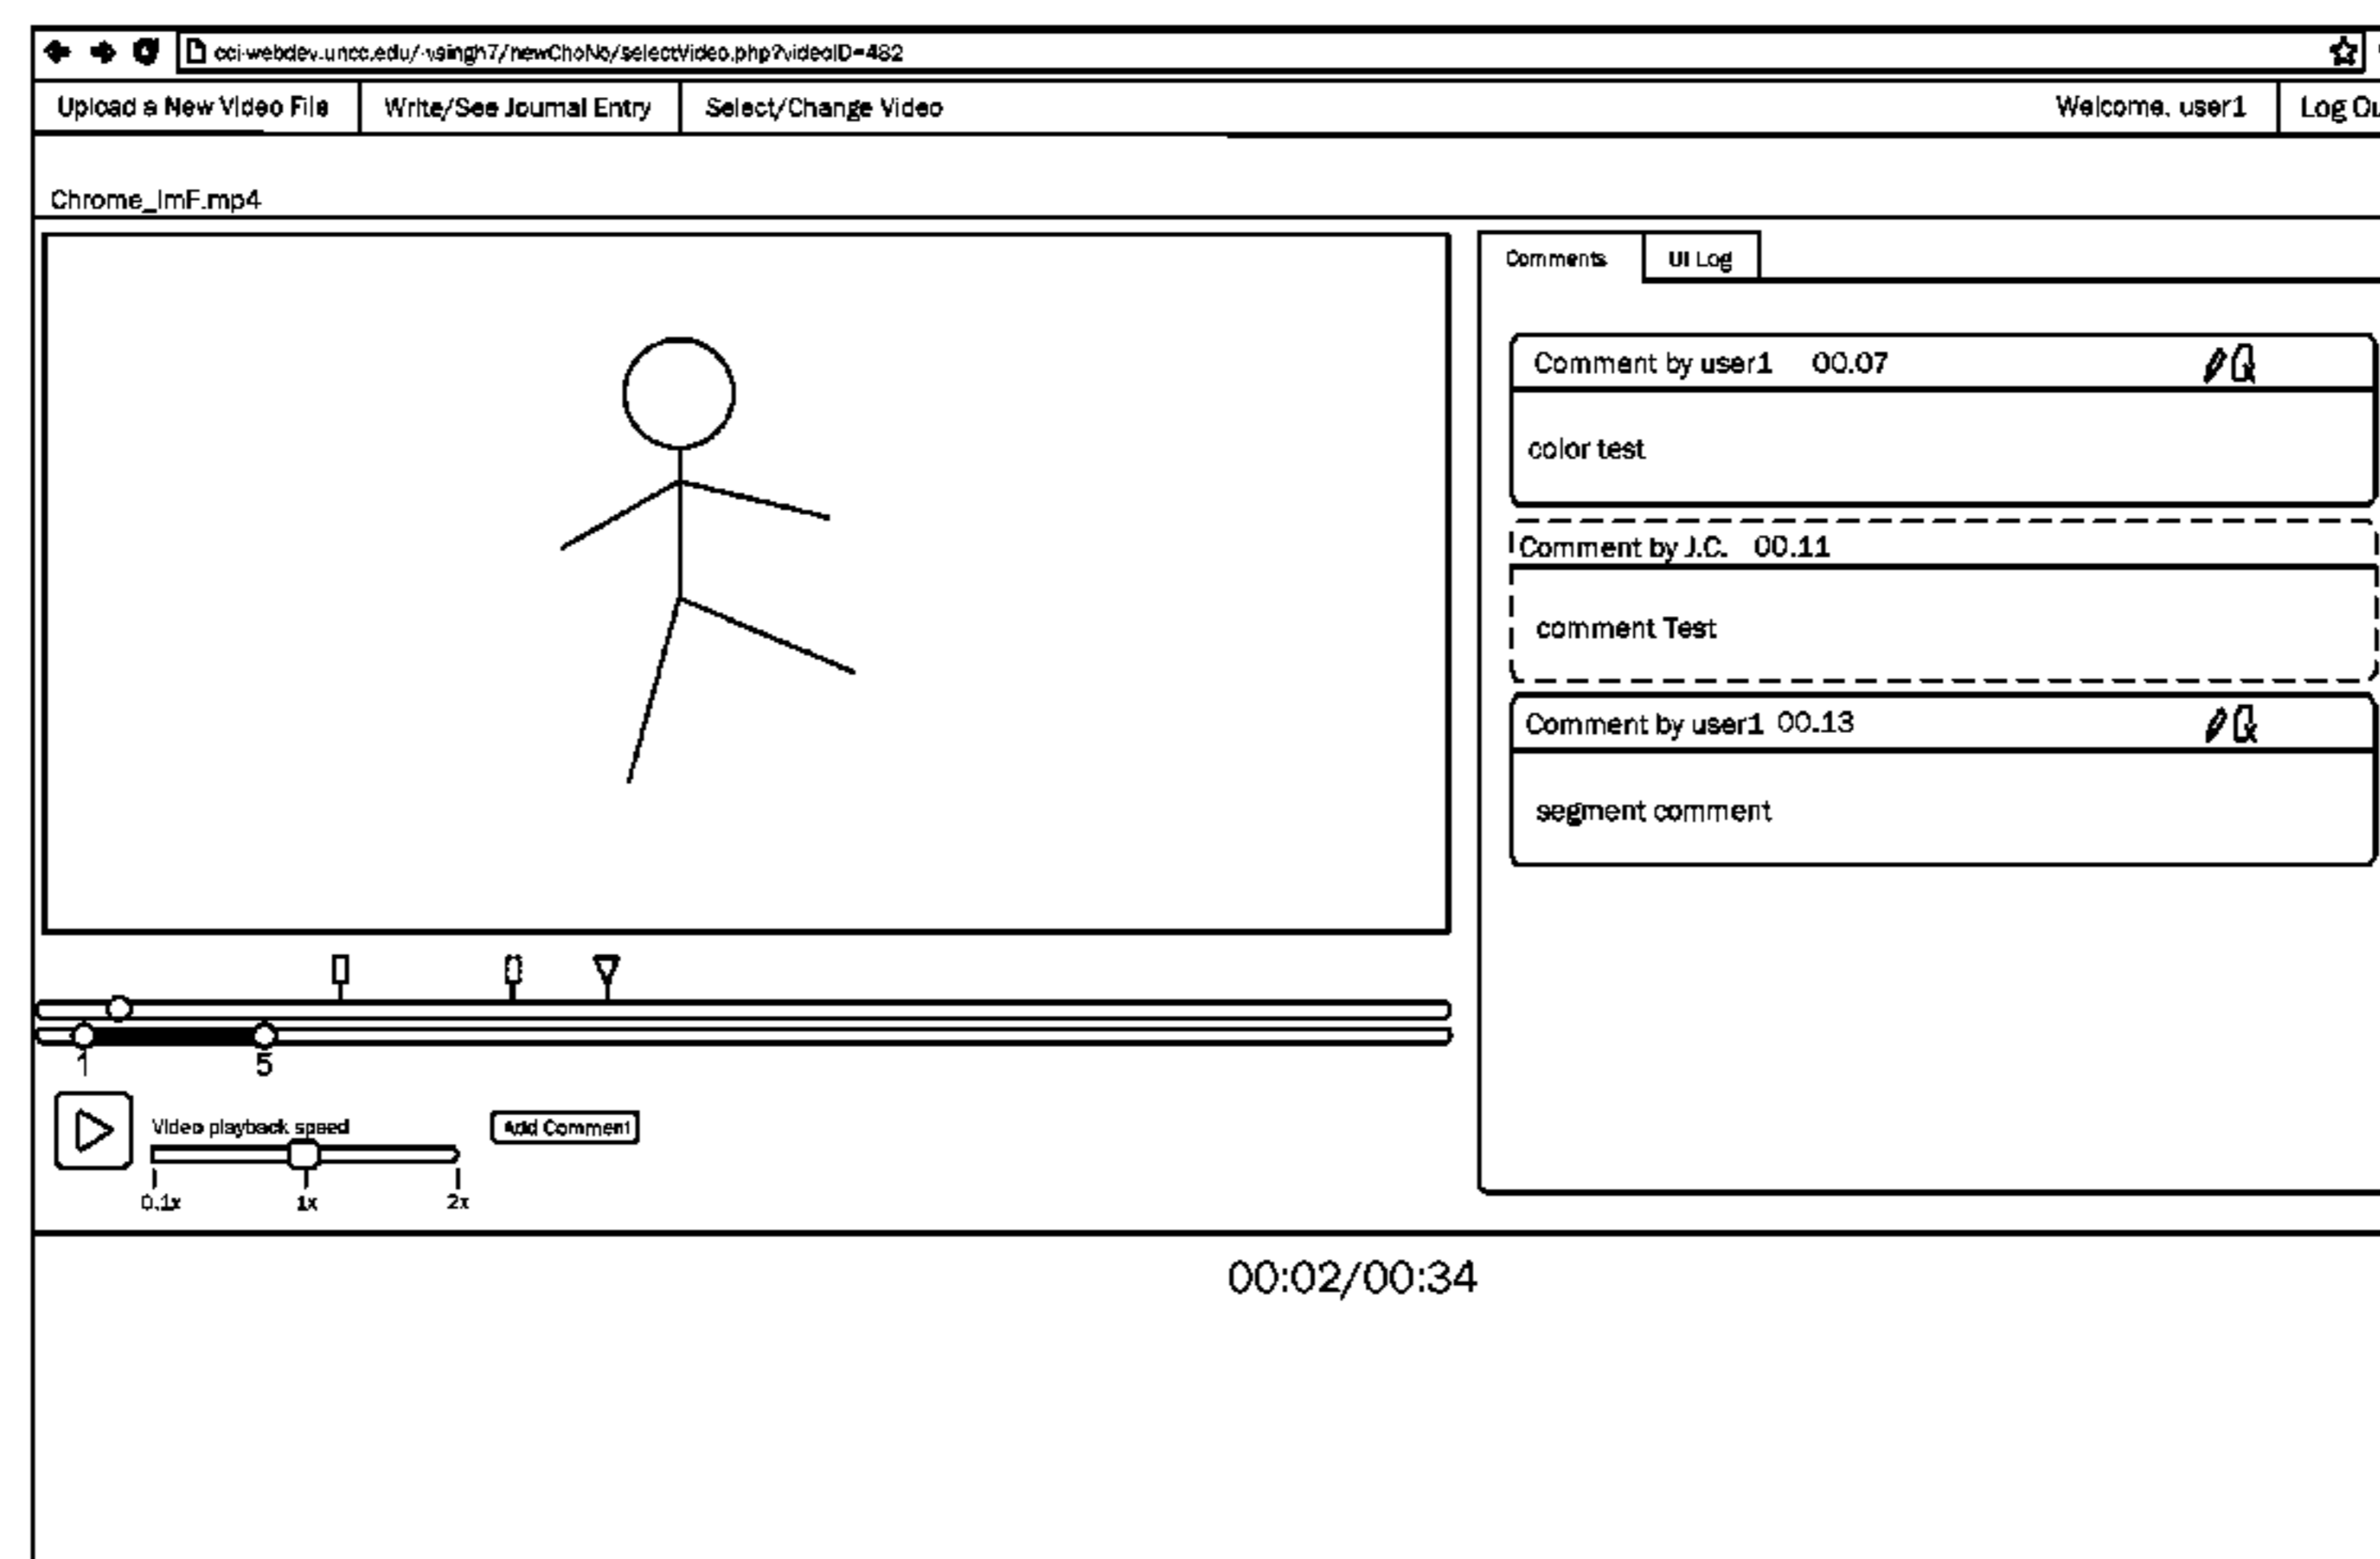 cci-webdev.uncc.edu/~vsingh7/newChoNo/selectVideo.php?videoID=482
Upload a New Video File Write/See Journal Entry Select/Change Video Welcome, user1 Log Ou
Chrome_ImF.mp4
Comments UI Log
Comment by user1 00.07
color test
Comment by J.C. 00.11
comment Test
Comment by user1 00.13
segment comment
1 5
Video playback speed Add Comment
0.1x 1x 2x
00:02/00:34